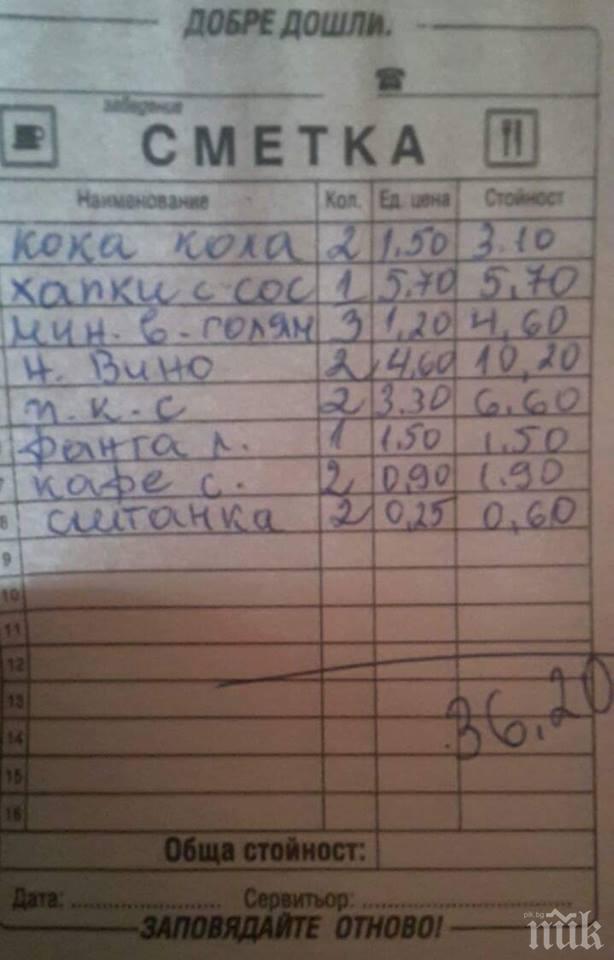 ДОБРЕ ДОШЛИ.
заведение
СМЕТКА
Наименование Кол. Ед. цена Стойност
кока кола 2 1,50 3.10
хапки с сос 1 5.70 5,70
мин. в. голям 3 1,20 4,60
н. вино 2 4,60 10,20
п.к.с 2 3.30 6.60
фанта л. 1 1.50 1.50
7 кафе с. 2 0,90 1.90
8 сметанка 2 0,25 0,60
9
10
11
12
13 36,20
14
15
16
Обща стойност:
Дата: Сервитьор:
ЗАПОВЯДАЙТЕ ОТНОВО!
pik.bg
пик